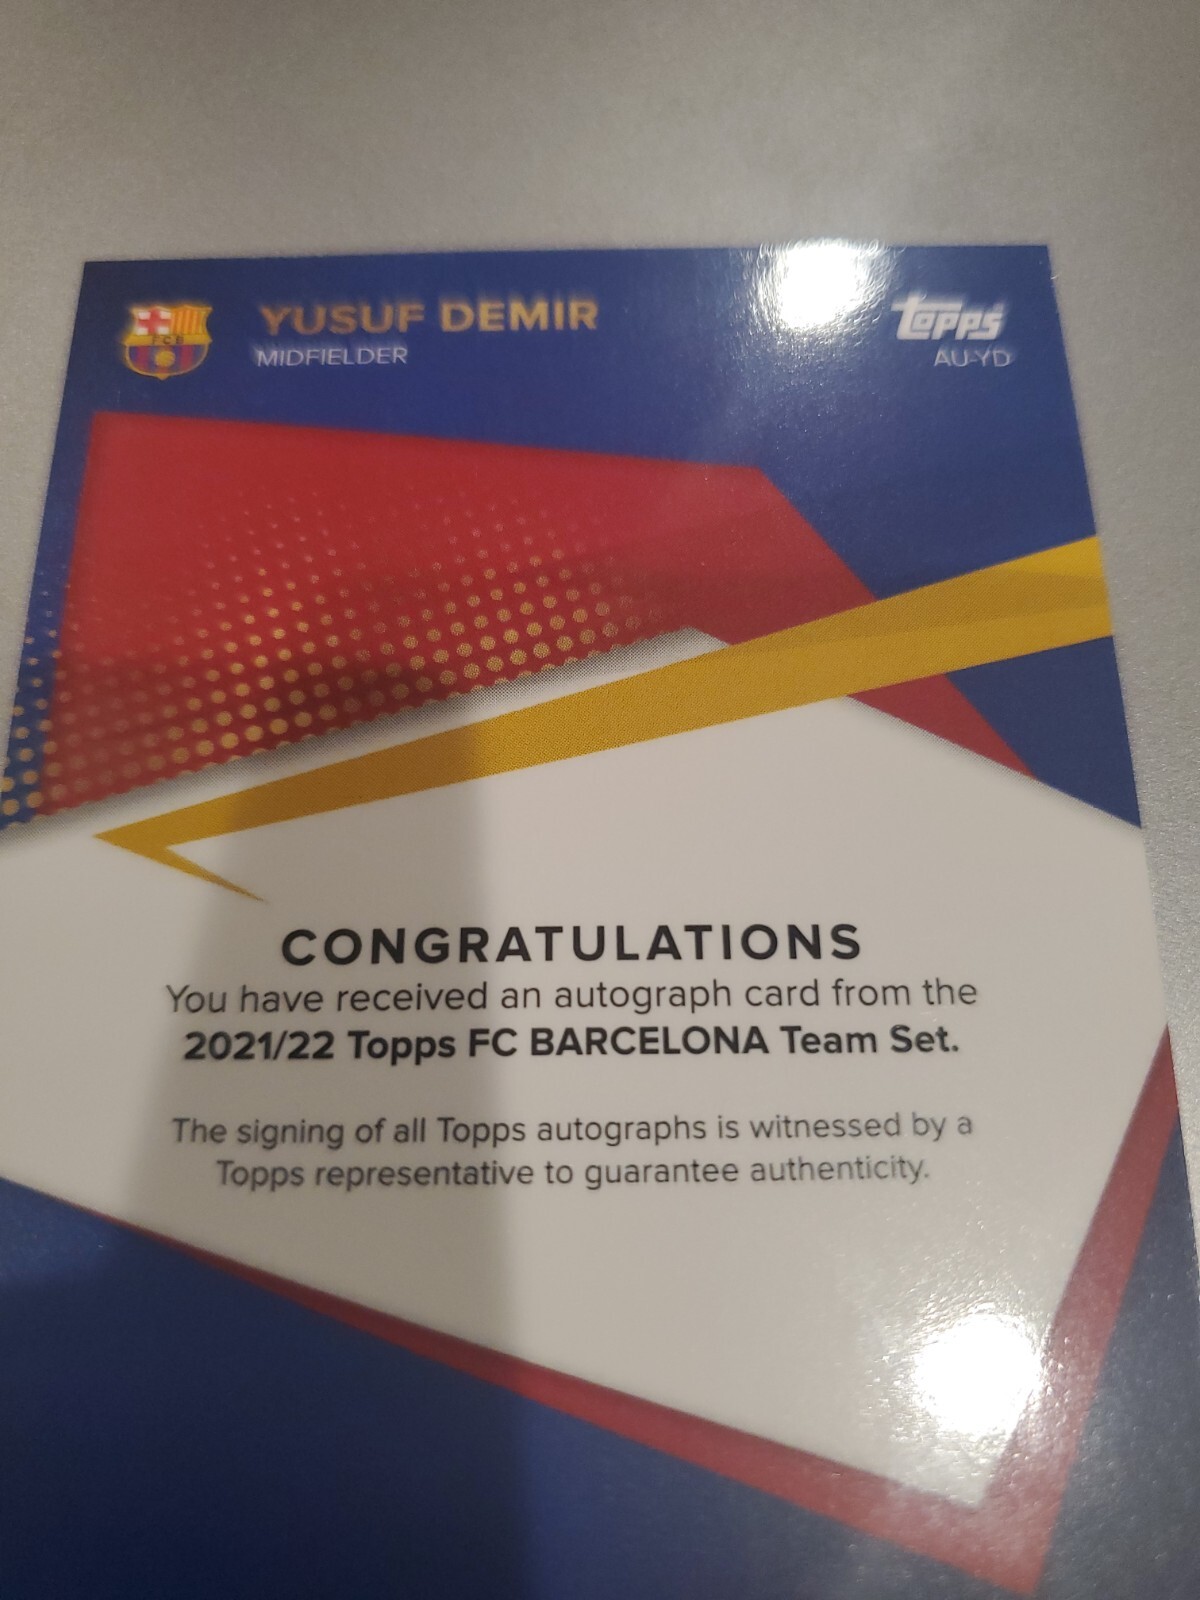 YUSUF DEMIR
MIDFIELDER
FCB
Topps
AU-YD
CONGRATULATIONS
You have received an autograph card from the
2021/22 Topps FC BARCELONA Team Set.
The signing of all Topps autographs is witnessed by a
Topps representative to guarantee authenticity.